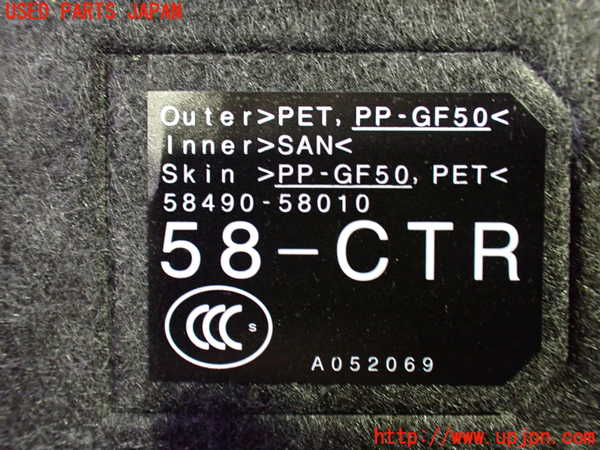 USED PARTS JAPAN
Outer>PET, PP-GF50<
Inner>SAN<
Skin >PP-GF50, PET<
58490-58010
58-CTR
CCC S
A052069
http://www.upjpn.com